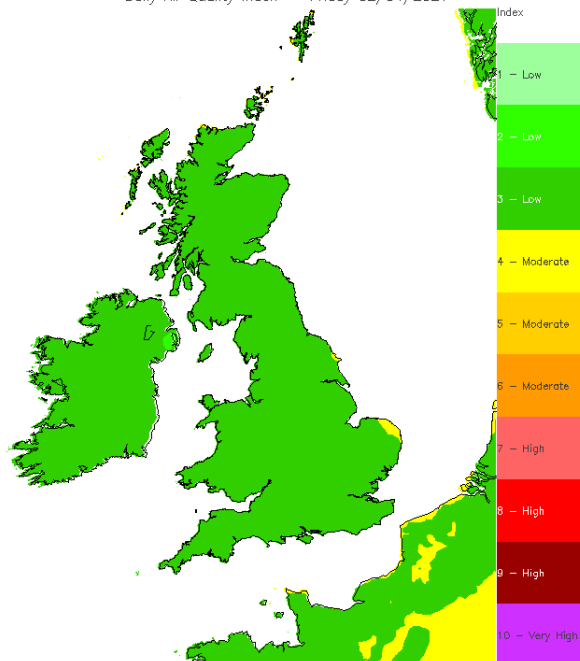 Index
1 - Low
2 - Low
3 - Low
4 - Moderate
5 - Moderate
6 - Moderate
7 - High
8 - High
9 - High
10 - Very High